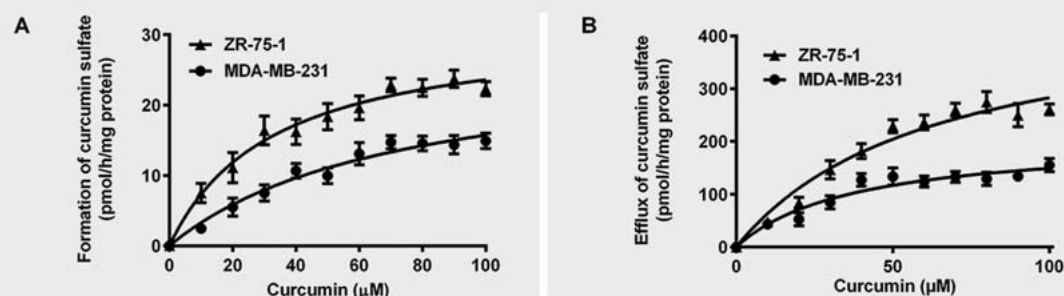 A
Formation of curcumin sulfate
(pmol/h/mg protein)
30
20
10
0
ZR-75-1
MDA-MB-231
0 20 40 60 80 100
Curcumin (μM)
B
Efflux of curcumin sulfate
(pmol/h/mg protein)
400
300
200
100
0
ZR-75-1
MDA-MB-231
0 50 100
Curcumin (μM)